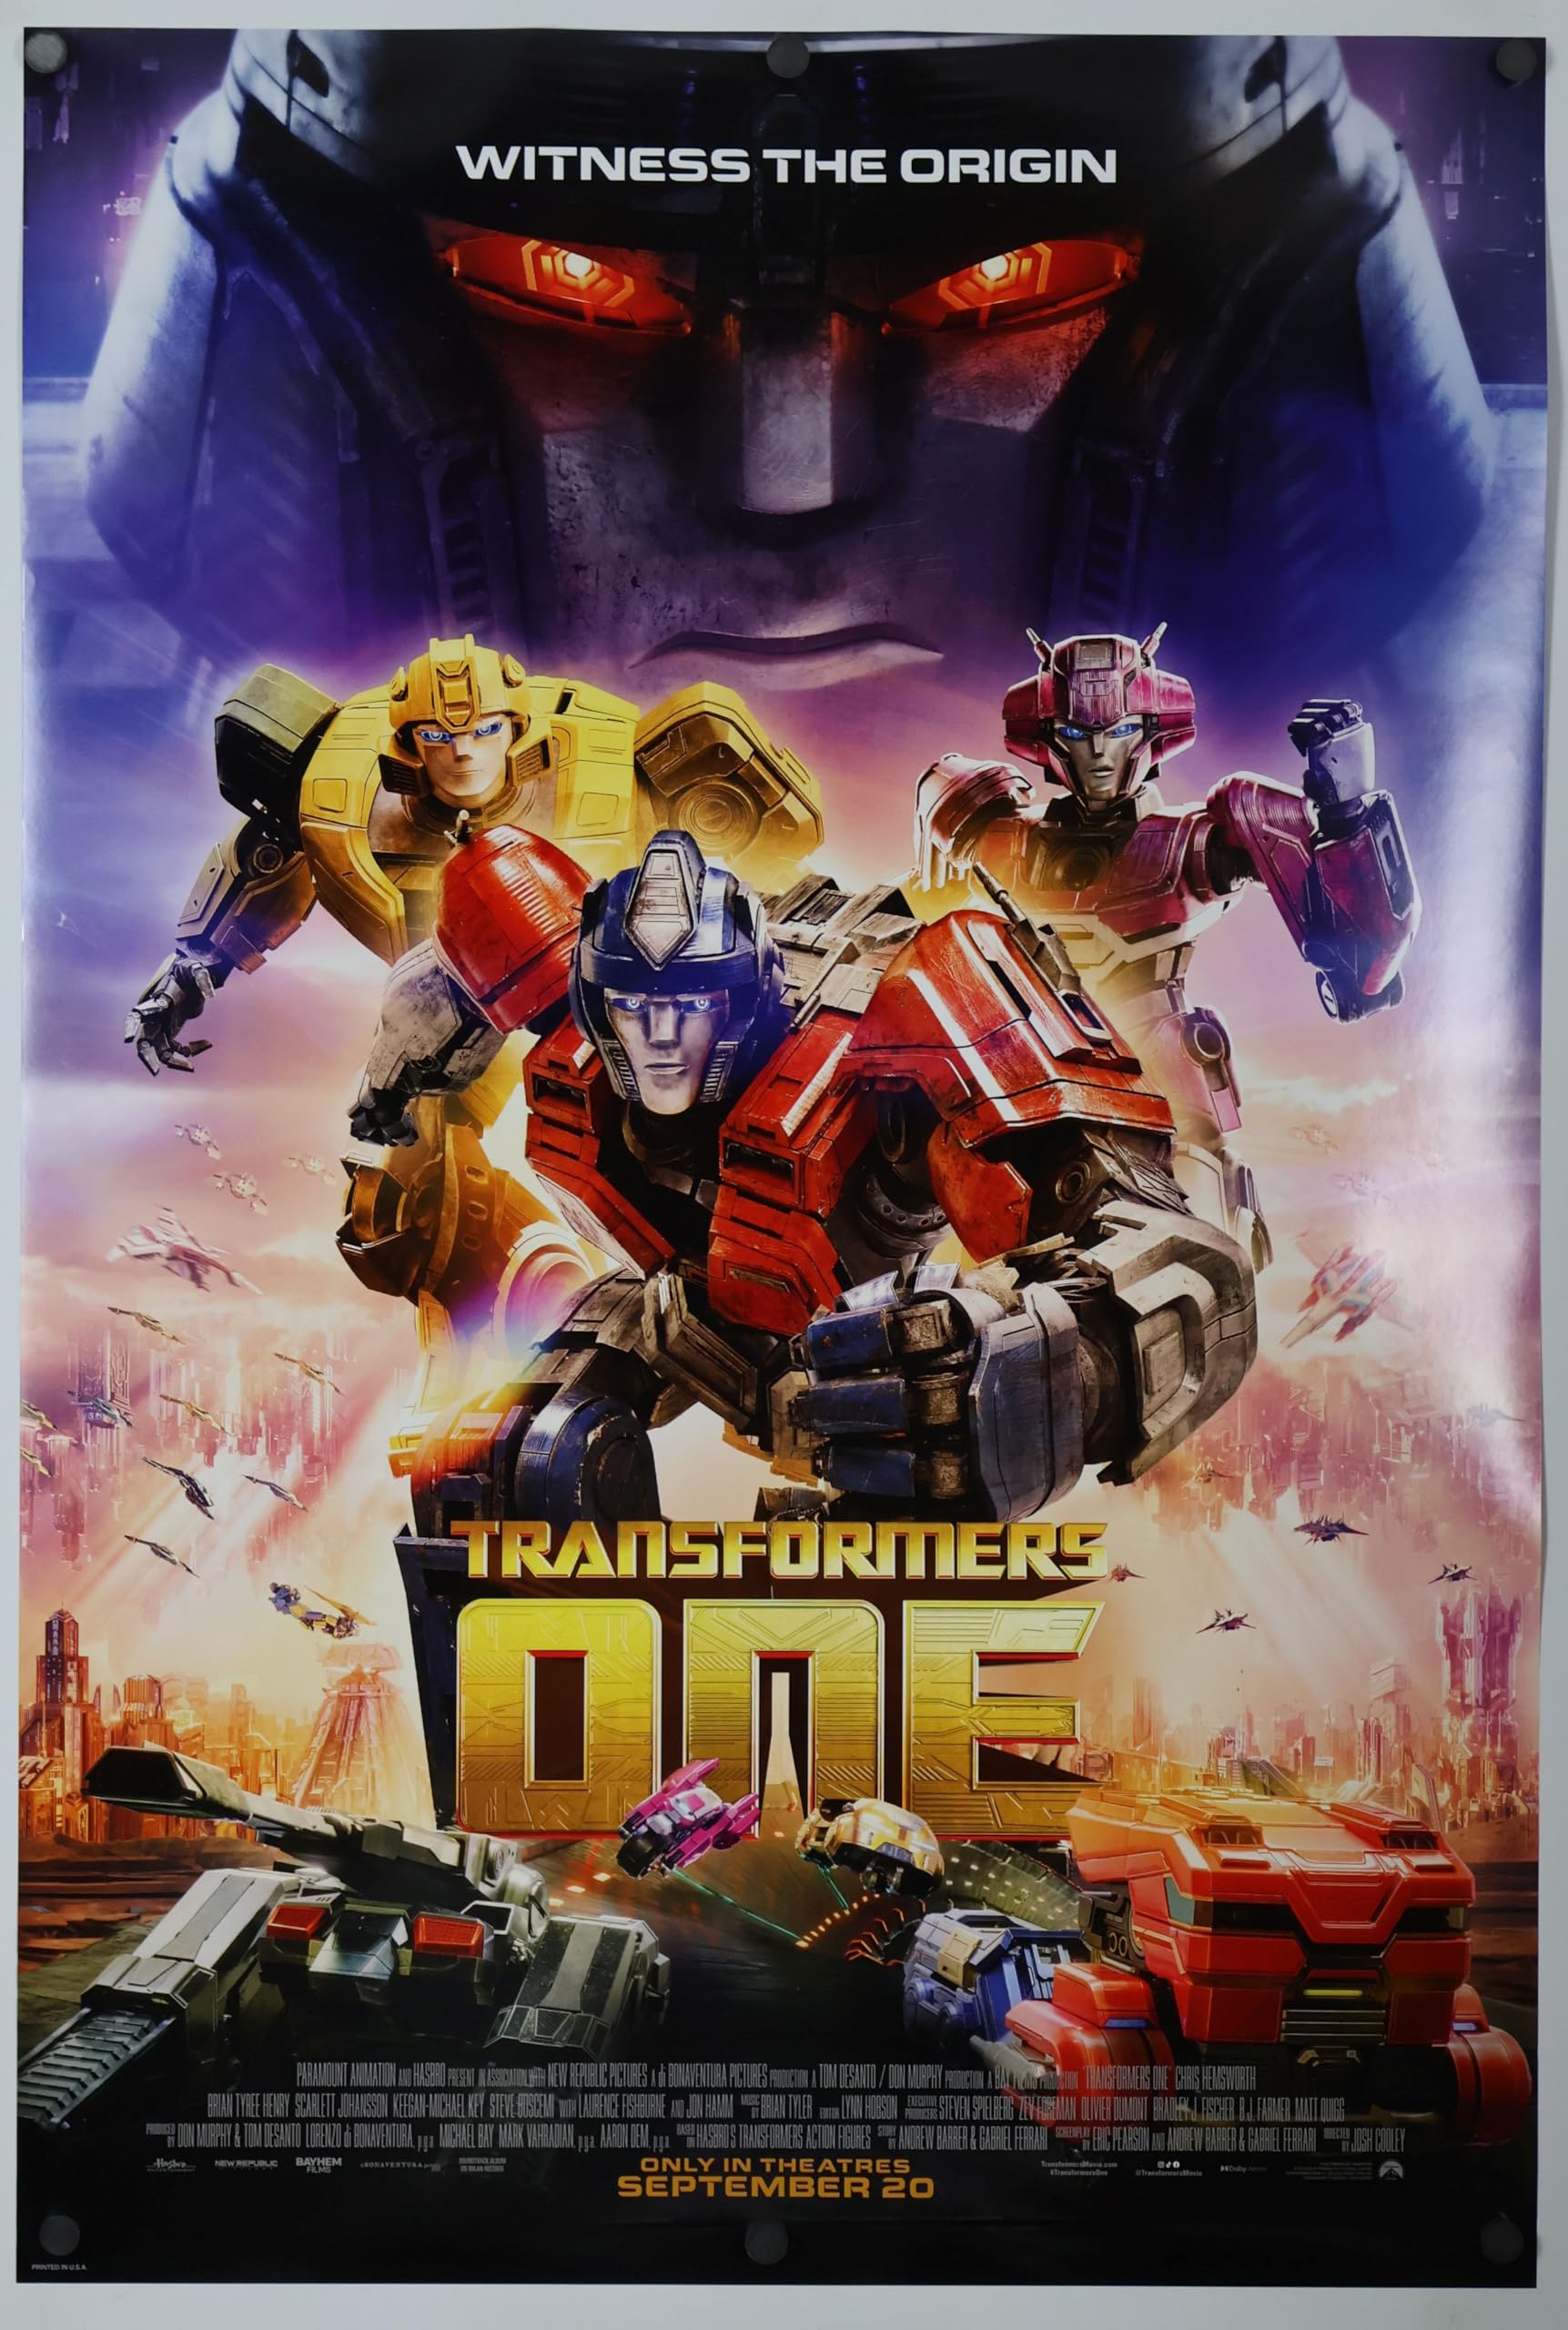 WITNESS THE ORIGIN
TRANSFORMERS
ONE
PARAMOUNT ANIMATION AND HASBRO PRESENT IN ASSOCIATION WITH NEW REPUBLIC PICTURES A di BONAVENTURA PICTURES PRODUCTION A TOM DESANTO / DON MURPHY PRODUCTION A "TRANSFORMERS ONE" CHRIS HEMSWORTH
BRIAN TYREE HENRY SCARLETT JOHANSSON KEEGAN-MICHAEL KEY STEVE BUSCEMI WITH LAURENCE FISHBURNE AND JON HAMM MUSIC BY BRIAN TYLER EDITOR LYNN HOBSON EXECUTIVE PRODUCERS STEVEN SPIELBERG OLIVIER DUMONT BRADLEY J. FISCHER B.J. FARMER MATT QUIGG
PRODUCED BY DON MURPHY & TOM DESANTO LORENZO di BONAVENTURA, p.g.a. MICHAEL BAY MARK VAHRADIAN, p.g.a. AARON DEM, p.g.a. BASED ON HASBRO'S TRANSFORMERS ACTION FIGURES STORY BY ANDREW BARRER & GABRIEL FERRARI SCREENPLAY BY ERIC PEARSON AND ANDREW BARRER & GABRIEL FERRARI DIRECTED BY JOSH COOLEY
Hasbro NEW REPUBLIC BAYHEM FILMS diBONAVENTURA
ONLY IN THEATRES
SEPTEMBER 20
TransformersMovie.com
#TransformersOne
@TransformersMovie
Dolby
PRINTED IN U.S.A.